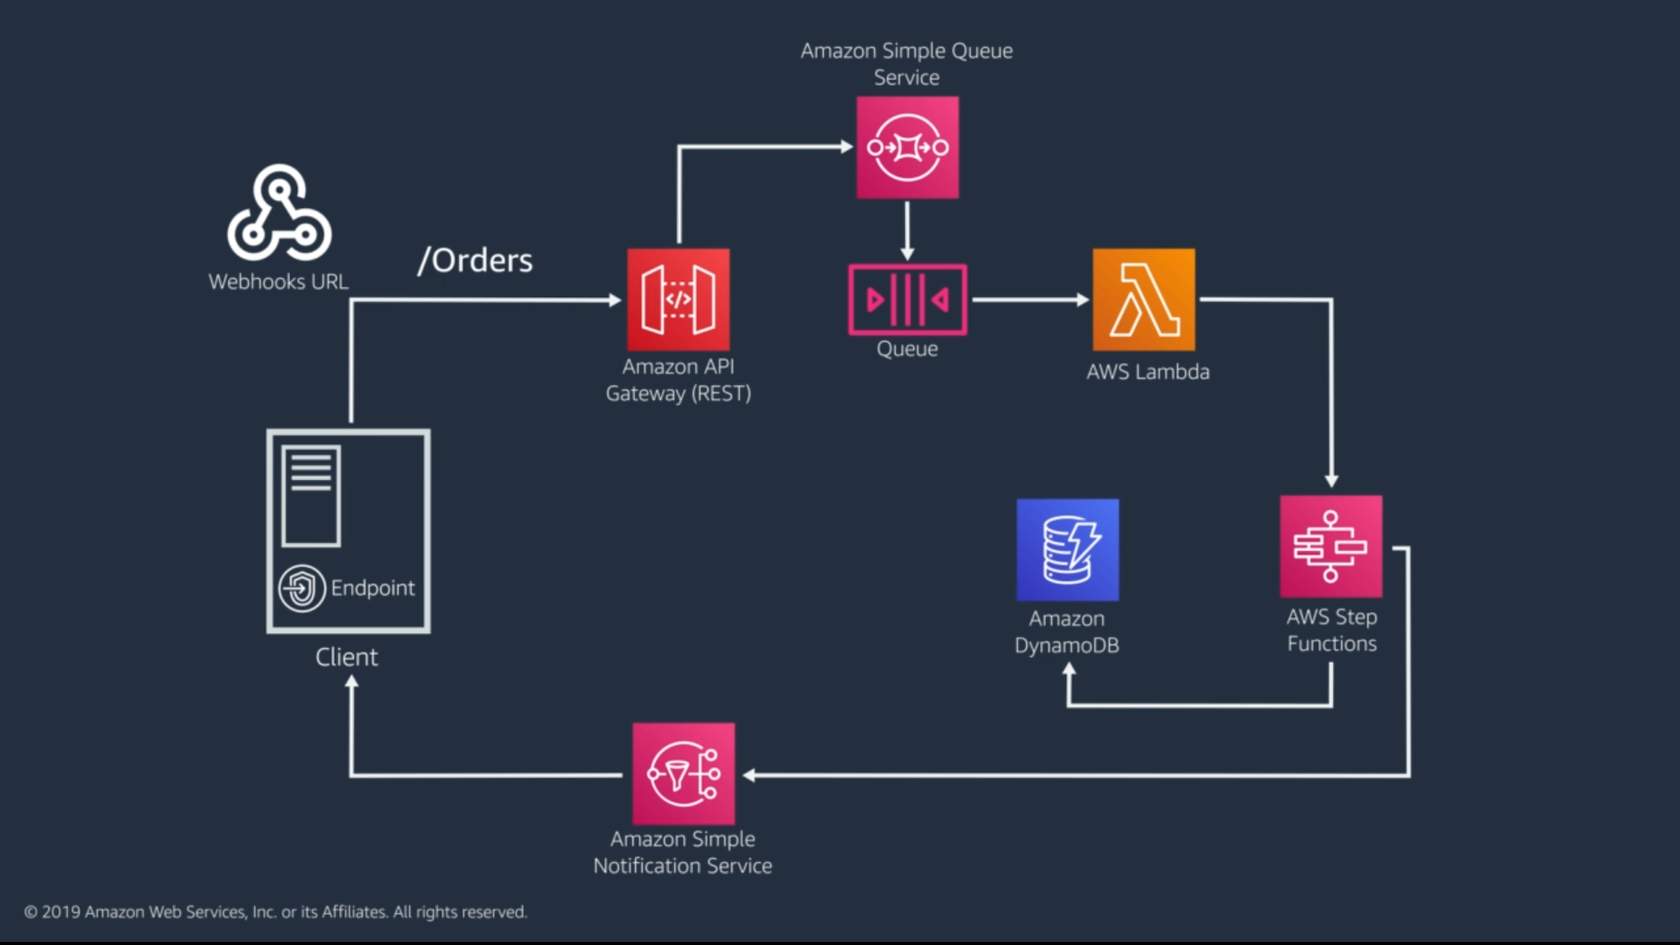 Amazon Simple Queue
Service
Webhooks URL
/Orders
Amazon API
Gateway (REST)
Queue
AWS Lambda
Endpoint
Client
Amazon
DynamoDB
AWS Step
Functions
Amazon Simple
Notification Service
© 2019 Amazon Web Services, Inc. or its Affiliates. All rights reserved.